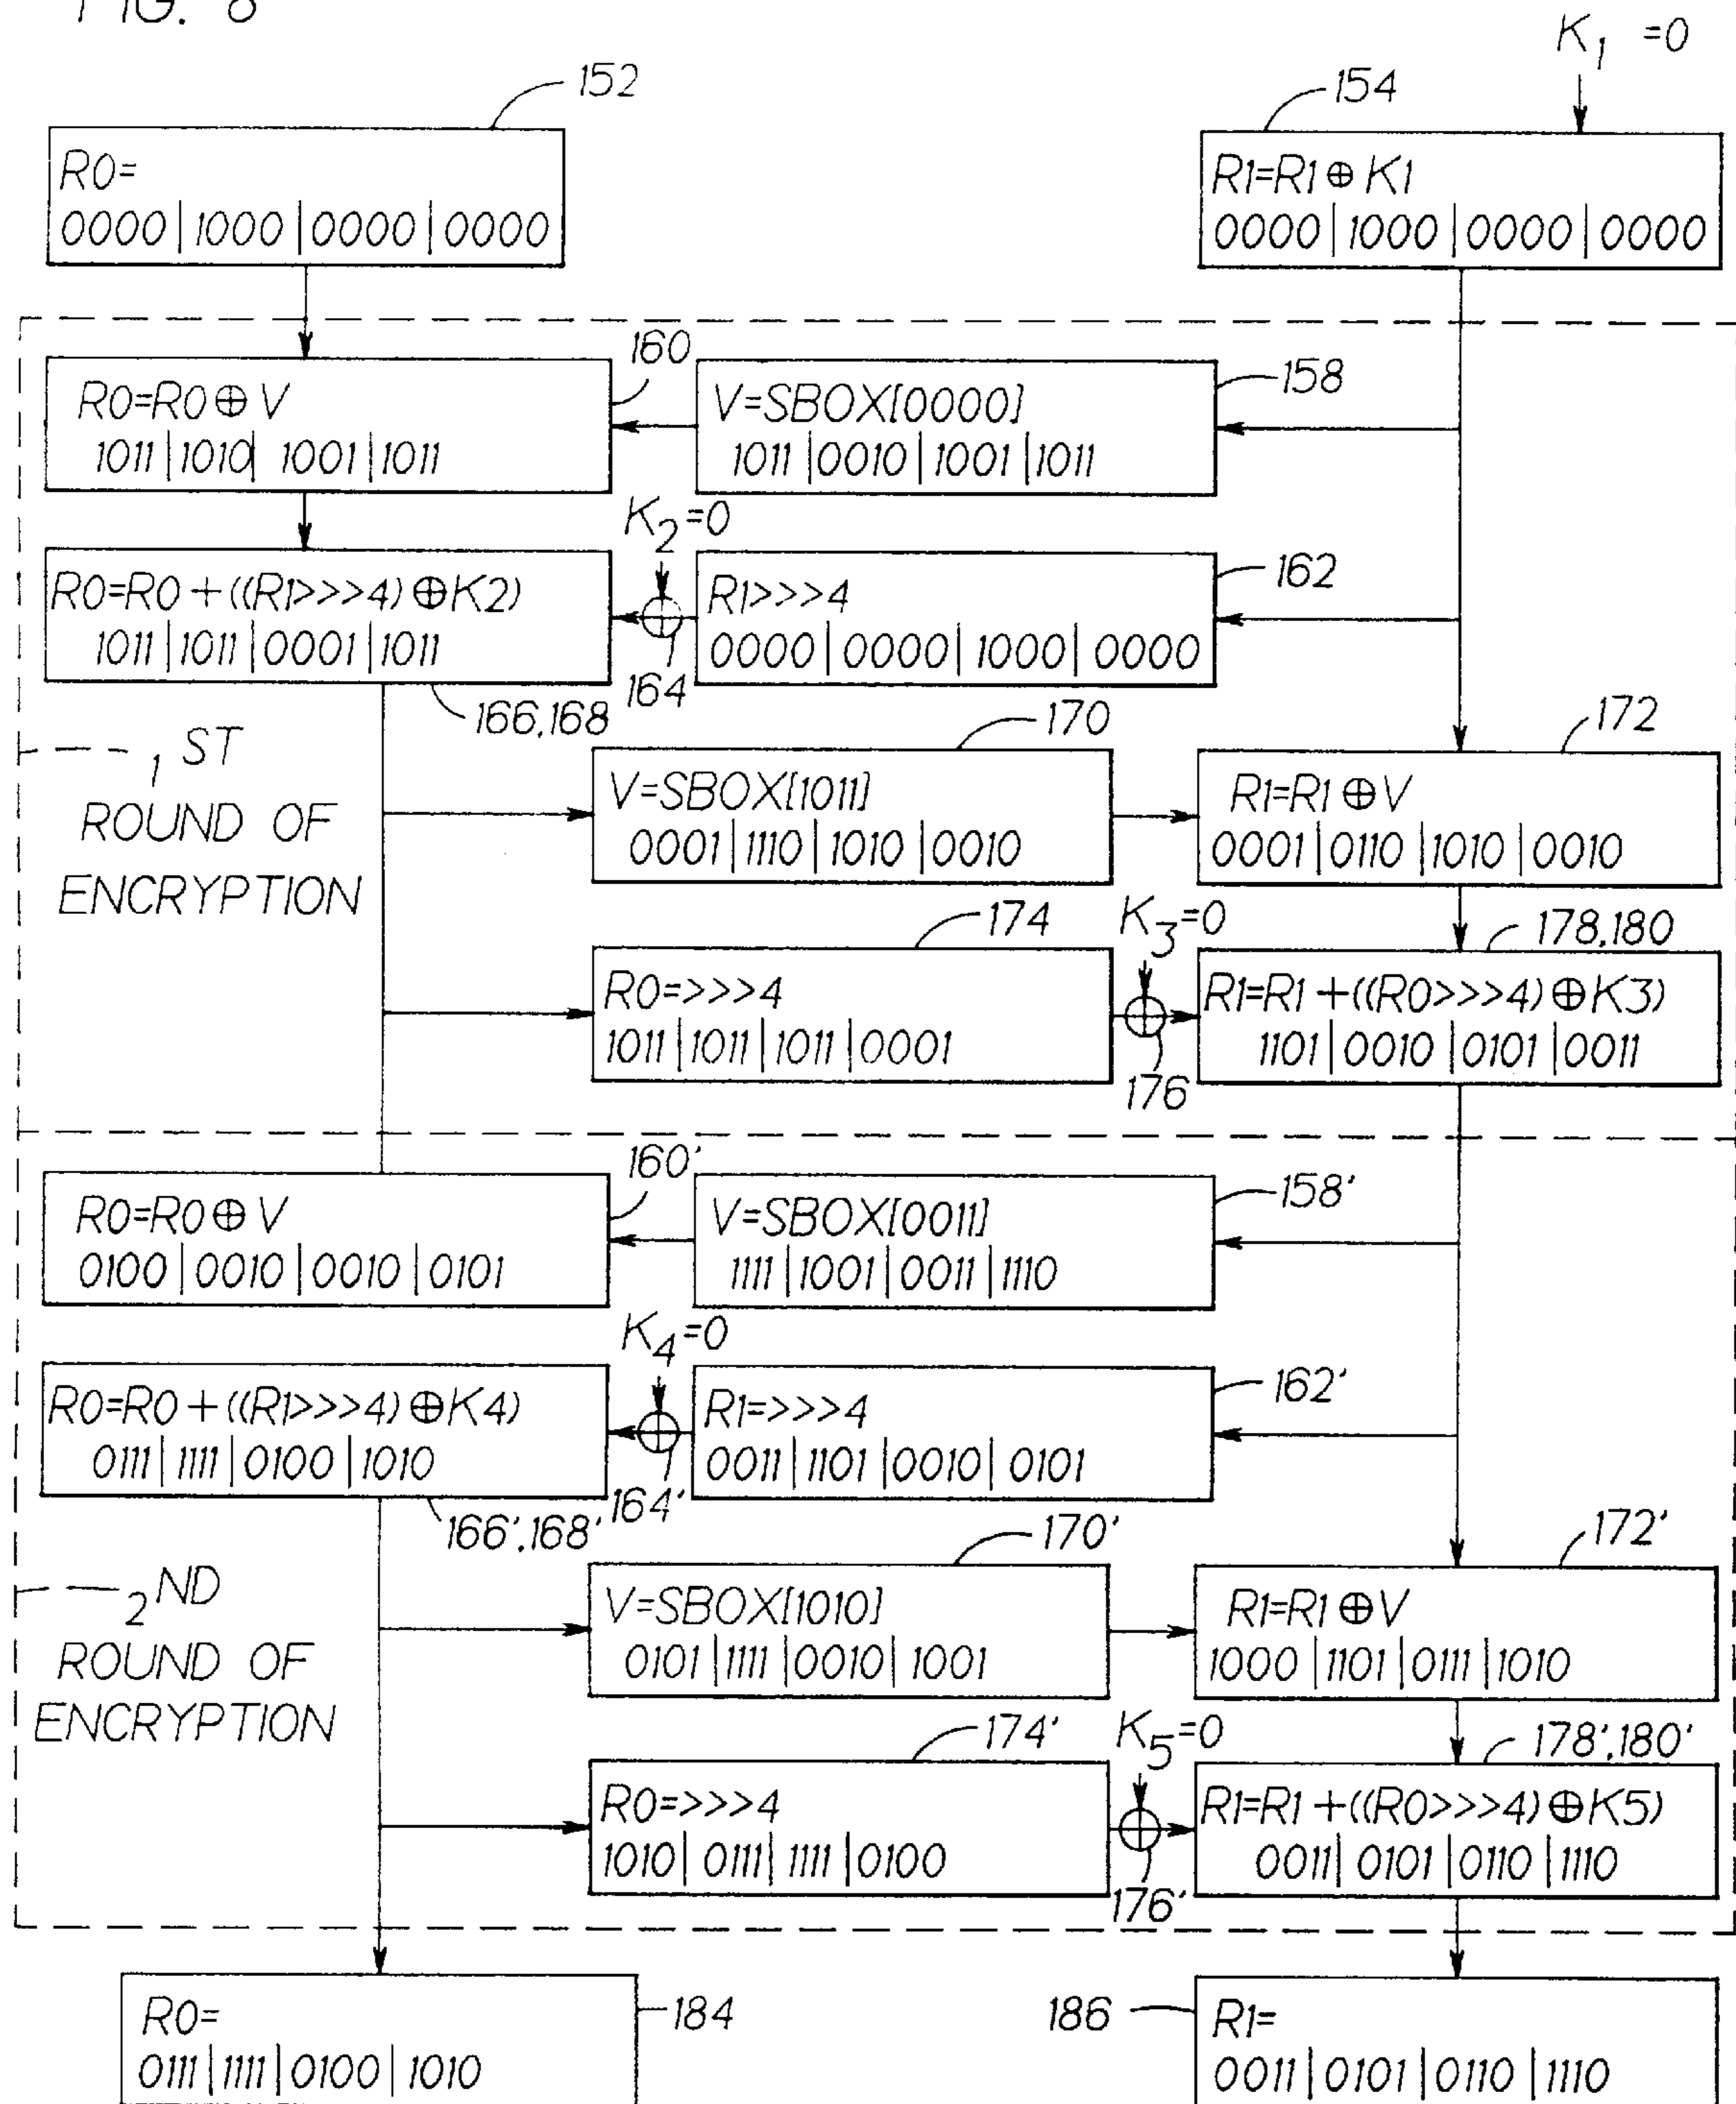 FIG. 8
K1 =0
152
154
R0=
0000|1000|0000|0000
R1=R1⊕K1
0000|1000|0000|0000
160
R0=R0⊕V
1011|1010|1001|1011
158
V=SBOX[0000]
1011|0010|1001|1011
K2=0
R0=R0+((R1>>>4)⊕K2)
1011|1011|0001|1011
162
R1>>>4
0000|0000|1000|0000
164
166,168
1ST
ROUND OF
ENCRYPTION
170
V=SBOX[1011]
0001|1110|1010|0010
172
R1=R1⊕V
0001|0110|1010|0010
174
K3=0
178,180
R0=>>>4
1011|1011|1011|0001
R1=R1+((R0>>>4)⊕K3)
1101|0010|0101|0011
176
160'
R0=R0⊕V
0100|0010|0010|0101
158'
V=SBOX[0011]
1111|1001|0011|1110
K4=0
R0=R0+((R1>>>4)⊕K4)
0111|1111|0100|1010
162'
R1=>>>4
0011|1101|0010|0101
164'
166',168'
2ND
ROUND OF
ENCRYPTION
170'
V=SBOX[1010]
0101|1111|0010|1001
172'
R1=R1⊕V
1000|1101|0111|1010
174'
K5=0
178',180'
R0=>>>4
1010|0111|1111|0100
R1=R1+((R0>>>4)⊕K5)
0011|0101|0110|1110
176'
184
R0=
0111|1111|0100|1010
186
R1=
0011|0101|0110|1110